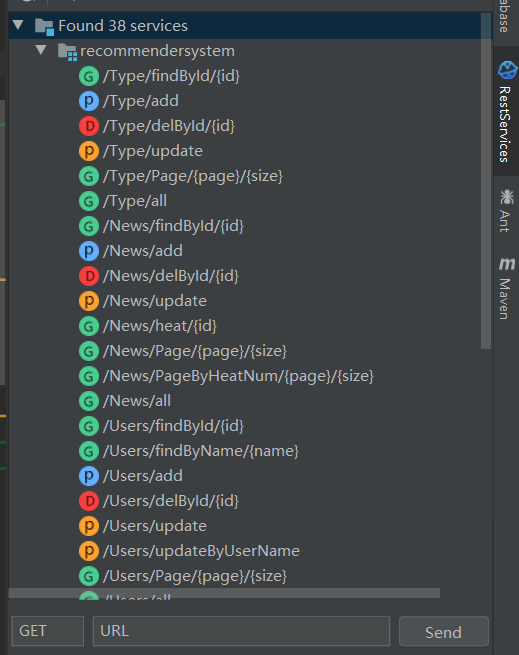 Found 38 services
recommendersystem
G /Type/findById/{id}
p /Type/add
D /Type/delById/{id}
p /Type/update
G /Type/Page/{page}/{size}
G /Type/all
G /News/findById/{id}
p /News/add
D /News/delById/{id}
p /News/update
G /News/heat/{id}
G /News/Page/{page}/{size}
G /News/PageByHeatNum/{page}/{size}
G /News/all
G /Users/findById/{id}
G /Users/findByName/{name}
p /Users/add
D /Users/delById/{id}
p /Users/update
p /Users/updateByUserName
G /Users/Page/{page}/{size}
G /Users/all
GET
URL
Send
abase
RestServices
Ant
m Maven